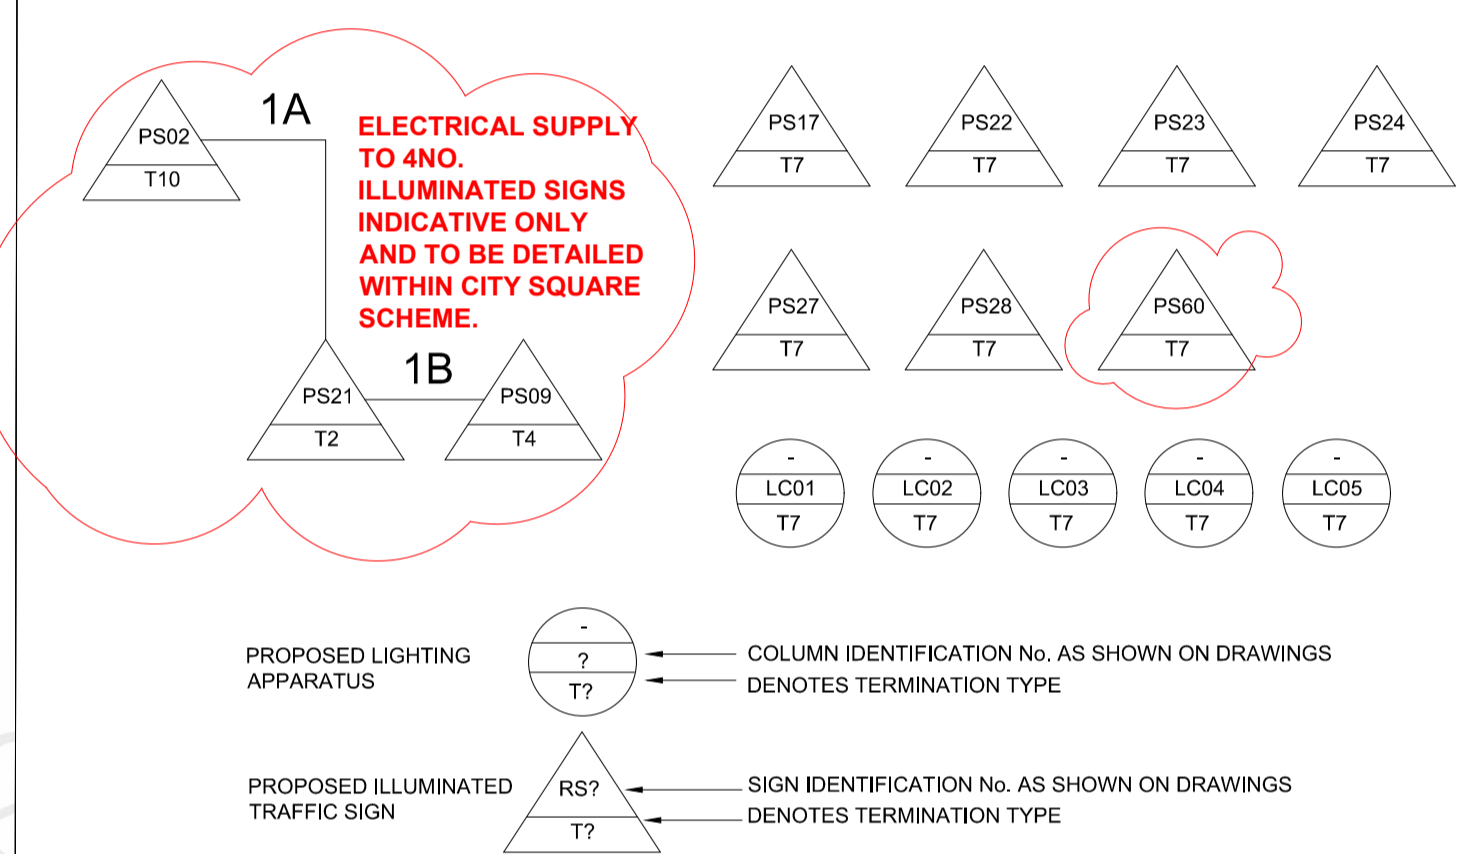 1A
PS02
T10
ELECTRICAL SUPPLY
TO 4NO.
ILLUMINATED SIGNS
INDICATIVE ONLY
AND TO BE DETAILED
WITHIN CITY SQUARE
SCHEME.
1B
PS21
T2
PS09
T4
PS17
T7
PS22
T7
PS23
T7
PS24
T7
PS27
T7
PS28
T7
PS60
T7
-
LC01
T7
-
LC02
T7
-
LC03
T7
-
LC04
T7
-
LC05
T7
PROPOSED LIGHTING
APPARATUS
-
?
T?
COLUMN IDENTIFICATION No. AS SHOWN ON DRAWINGS
DENOTES TERMINATION TYPE
PROPOSED ILLUMINATED
TRAFFIC SIGN
RS?
T?
SIGN IDENTIFICATION No. AS SHOWN ON DRAWINGS
DENOTES TERMINATION TYPE